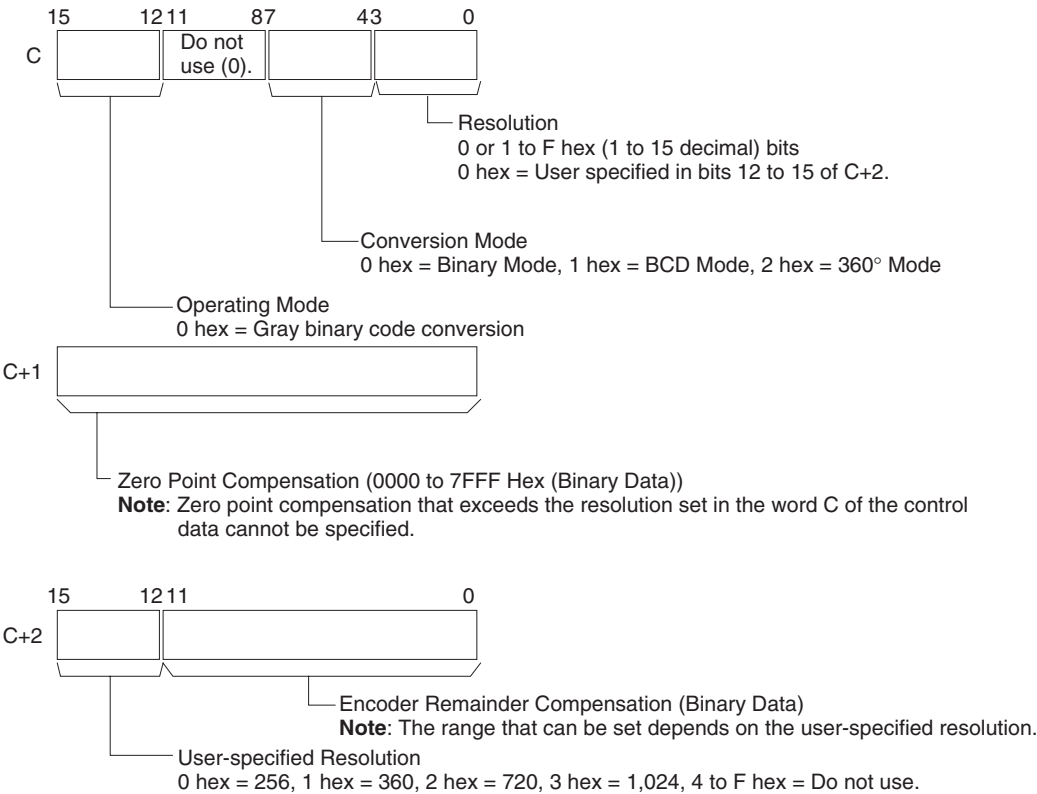 15 12 11 8 7 4 3 0
C
Do not
use (0).
Resolution
0 or 1 to F hex (1 to 15 decimal) bits
0 hex = User specified in bits 12 to 15 of C+2.
Conversion Mode
0 hex = Binary Mode, 1 hex = BCD Mode, 2 hex = 360° Mode
Operating Mode
0 hex = Gray binary code conversion
C+1
Zero Point Compensation (0000 to 7FFF Hex (Binary Data))
Note: Zero point compensation that exceeds the resolution set in the word C of the control
data cannot be specified.
15 12 11 0
C+2
Encoder Remainder Compensation (Binary Data)
Note: The range that can be set depends on the user-specified resolution.
User-specified Resolution
0 hex = 256, 1 hex = 360, 2 hex = 720, 3 hex = 1,024, 4 to F hex = Do not use.